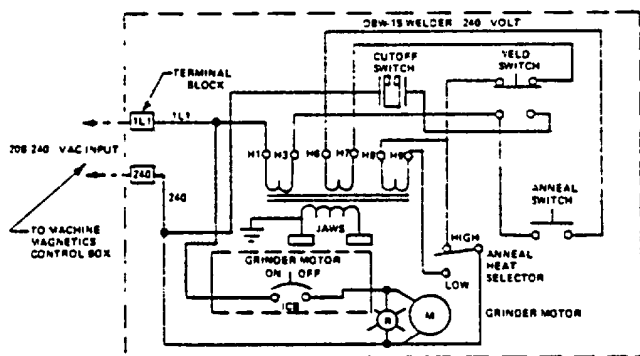 DBW-1S WELDER 240 VOLT
CUTOFF
SWITCH
WELD
SWITCH
TERMINAL
BLOCK
1L1
1L1
208 240 VAC INPUT
H1
H3
H6
H7
H8
H9
240
240
ANNEAL
SWITCH
TO MACHINE
MAGNETICS
CONTROL BOX
JAWS
HIGH
ANNEAL
HEAT
SELECTOR
LOW
GRINDER MOTOR
ON OFF
1CB
R
M
GRINDER MOTOR